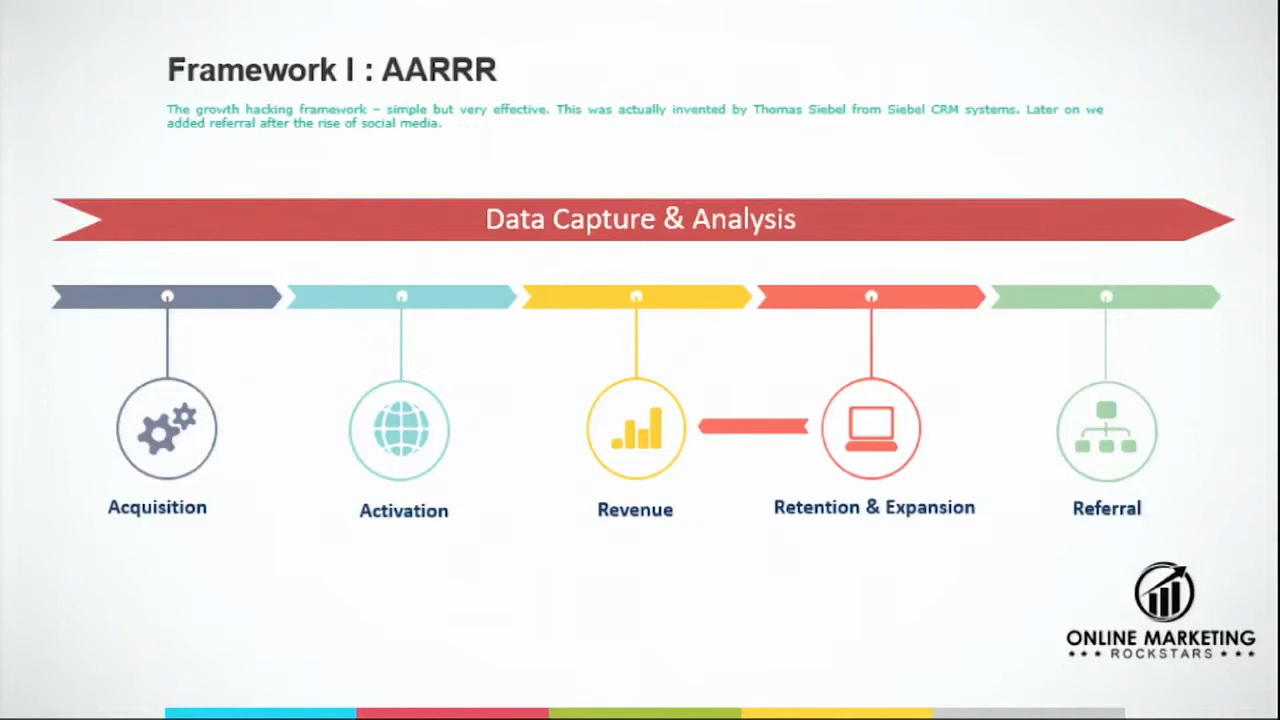 Framework I : AARRR
The growth hacking framework – simple but very effective. This was actually invented by Thomas Siebel from Siebel CRM systems. Later on we
added referral after the rise of social media.
Data Capture & Analysis
Acquisition
Activation
Revenue
Retention & Expansion
Referral
ONLINE MARKETING
★ ★ ★ ROCKSTARS ★ ★ ★